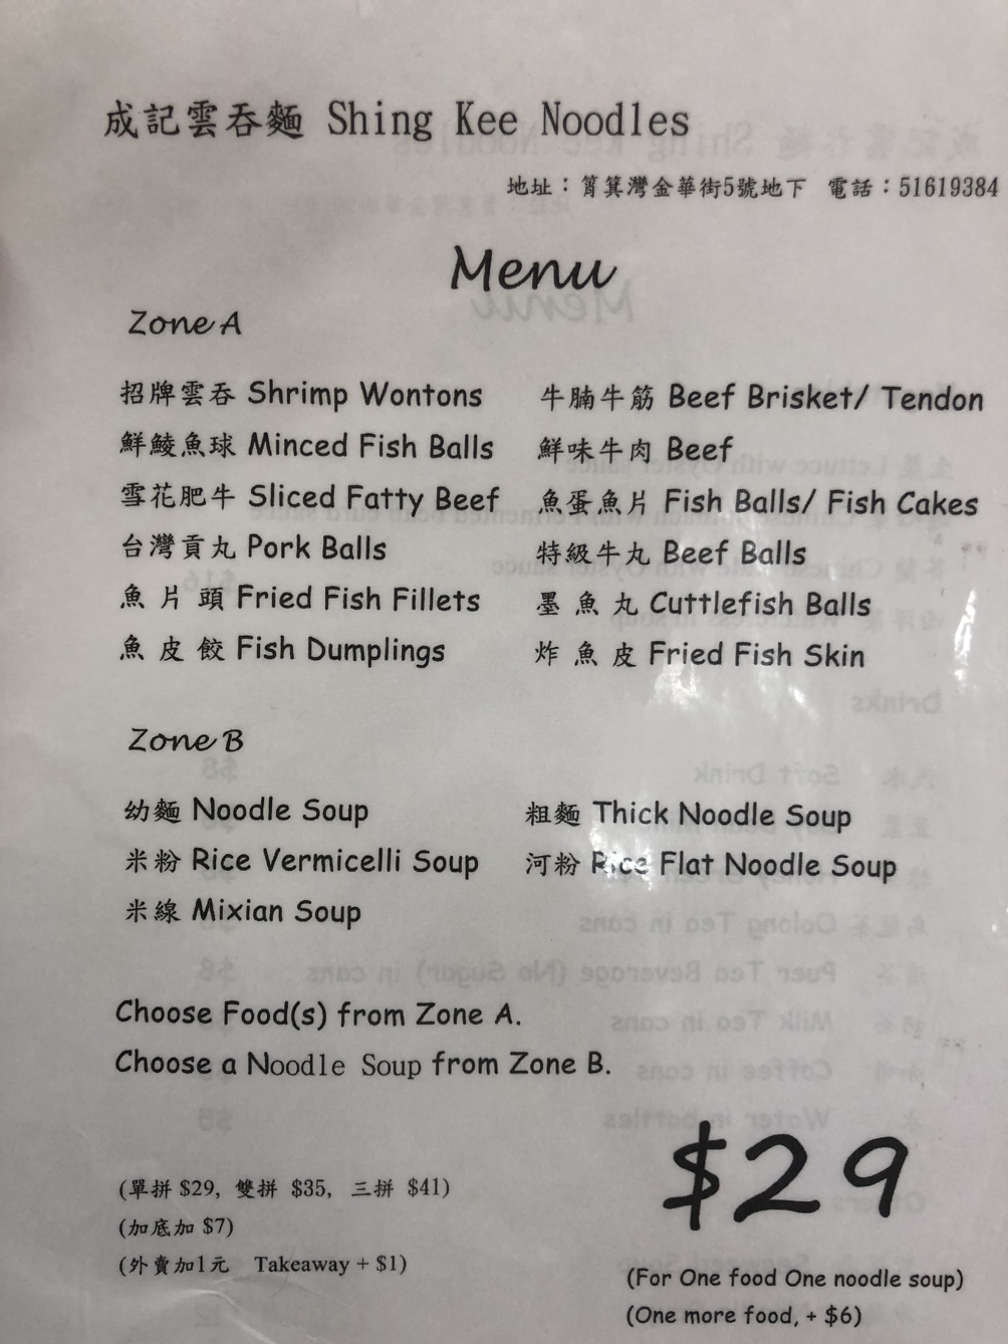 成記雲吞麵 Shing Kee Noodles
地址：筲箕灣金華街5號地下 電話：51619384
Menu
Zone A
招牌雲吞 Shrimp Wontons 牛腩牛筋 Beef Brisket/ Tendon
鮮鯪魚球 Minced Fish Balls 鮮味牛肉 Beef
雪花肥牛 Sliced Fatty Beef 魚蛋魚片 Fish Balls/ Fish Cakes
台灣貢丸 Pork Balls 特級牛丸 Beef Balls
魚 片 頭 Fried Fish Fillets 墨 魚 丸 Cuttlefish Balls
魚 皮 餃 Fish Dumplings 炸 魚 皮 Fried Fish Skin
Zone B
幼麵 Noodle Soup 粗麵 Thick Noodle Soup
米粉 Rice Vermicelli Soup 河粉 Rice Flat Noodle Soup
米線 Mixian Soup
Choose Food(s) from Zone A.
Choose a Noodle Soup from Zone B.
$29
(單拼 $29, 雙拼 $35, 三拼 $41)
(加底加 $7)
(外賣加1元 Takeaway + $1)
(For One food One noodle soup)
(One more food, + $6)